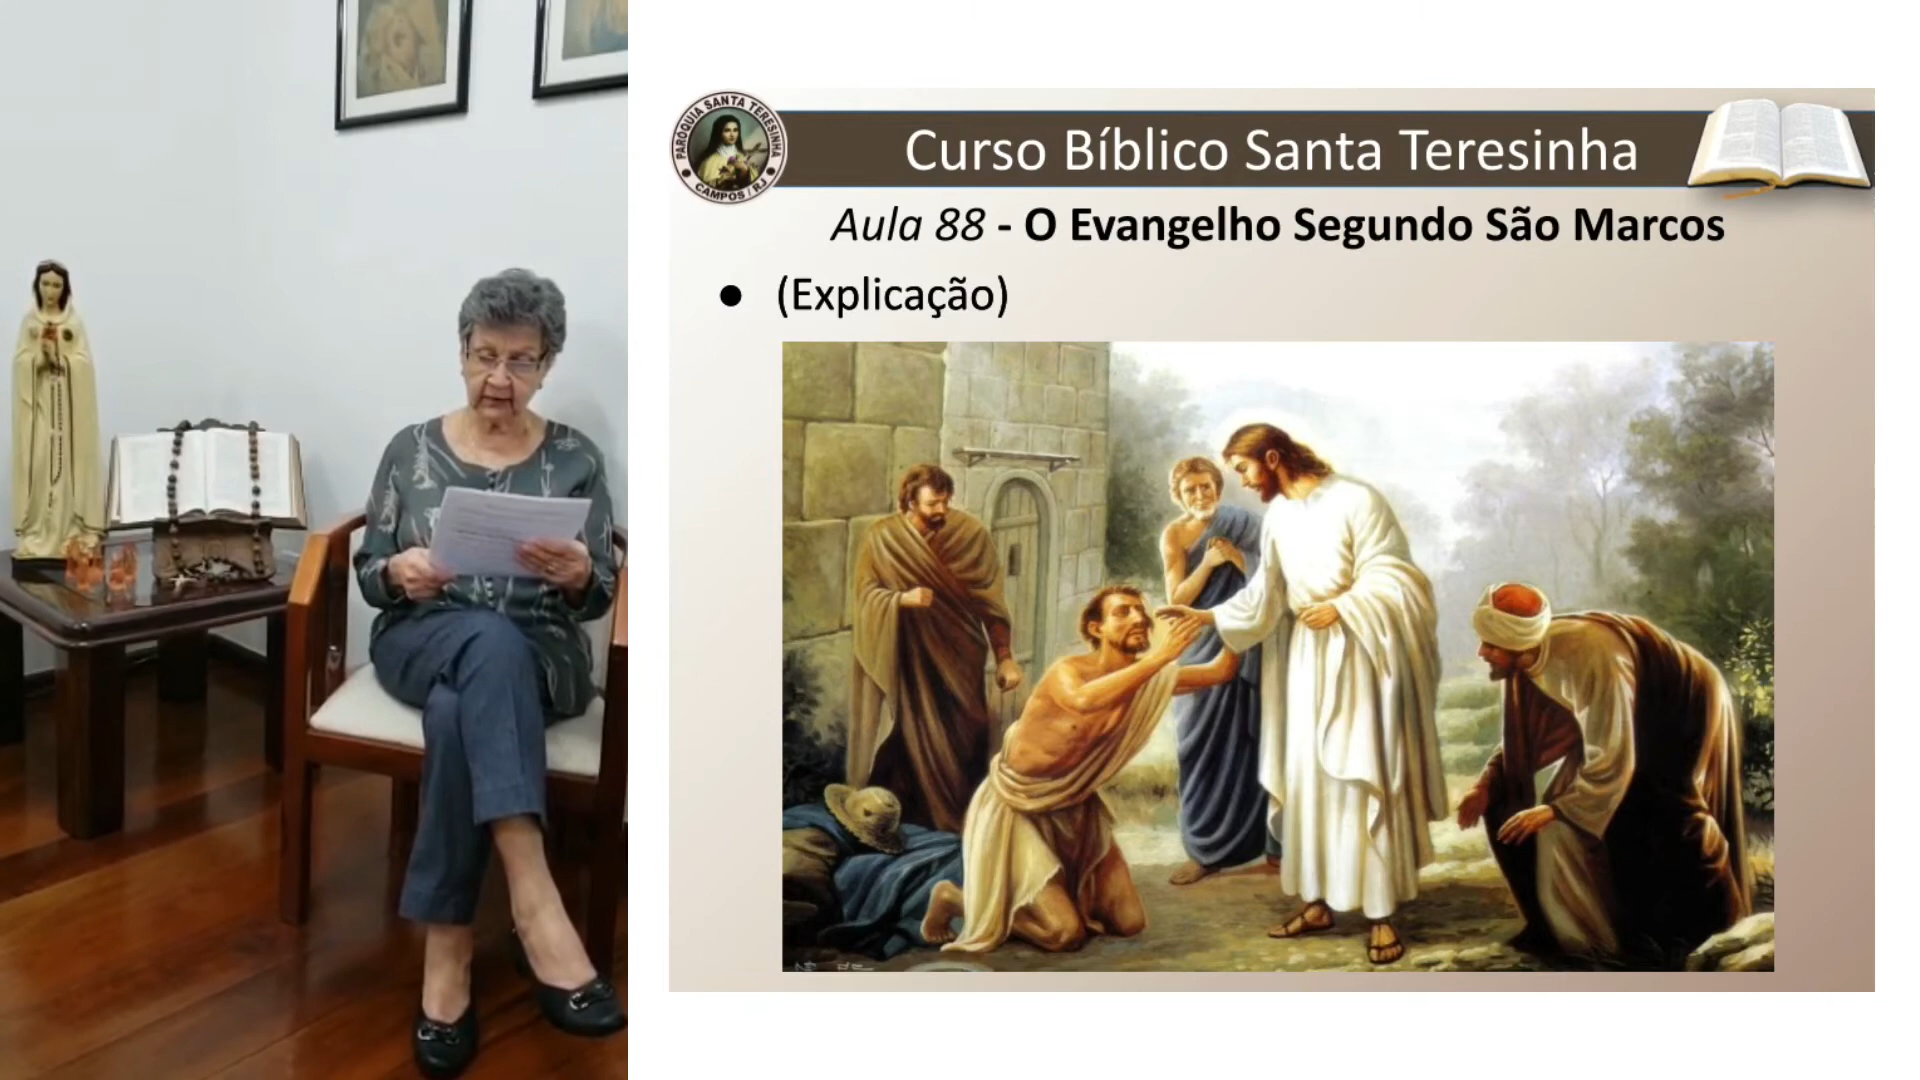 PARÓQUIA SANTA TERESINHA
CAMPOS / RJ
Curso Bíblico Santa Teresinha
Aula 88 - O Evangelho Segundo São Marcos
● (Explicação)